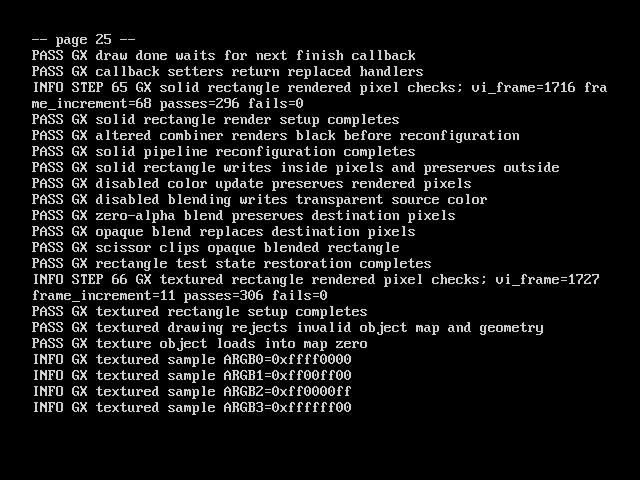 -- page 25 --
PASS GX draw done waits for next finish callback
PASS GX callback setters return replaced handlers
INFO STEP 65 GX solid rectangle rendered pixel checks; vi_frame=1716 fra
me_increment=68 passes=296 fails=0
PASS GX solid rectangle render setup completes
PASS GX altered combiner renders black before reconfiguration
PASS GX solid pipeline reconfiguration completes
PASS GX solid rectangle writes inside pixels and preserves outside
PASS GX disabled color update preserves rendered pixels
PASS GX disabled blending writes transparent source color
PASS GX zero-alpha blend preserves destination pixels
PASS GX opaque blend replaces destination pixels
PASS GX scissor clips opaque blended rectangle
PASS GX rectangle test state restoration completes
INFO STEP 66 GX textured rectangle rendered pixel checks; vi_frame=1727
frame_increment=11 passes=306 fails=0
PASS GX textured rectangle setup completes
PASS GX textured drawing rejects invalid object map and geometry
PASS GX texture object loads into map zero
INFO GX textured sample ARGB0=0xffff0000
INFO GX textured sample ARGB1=0xff00ff00
INFO GX textured sample ARGB2=0xff0000ff
INFO GX textured sample ARGB3=0xffffff00